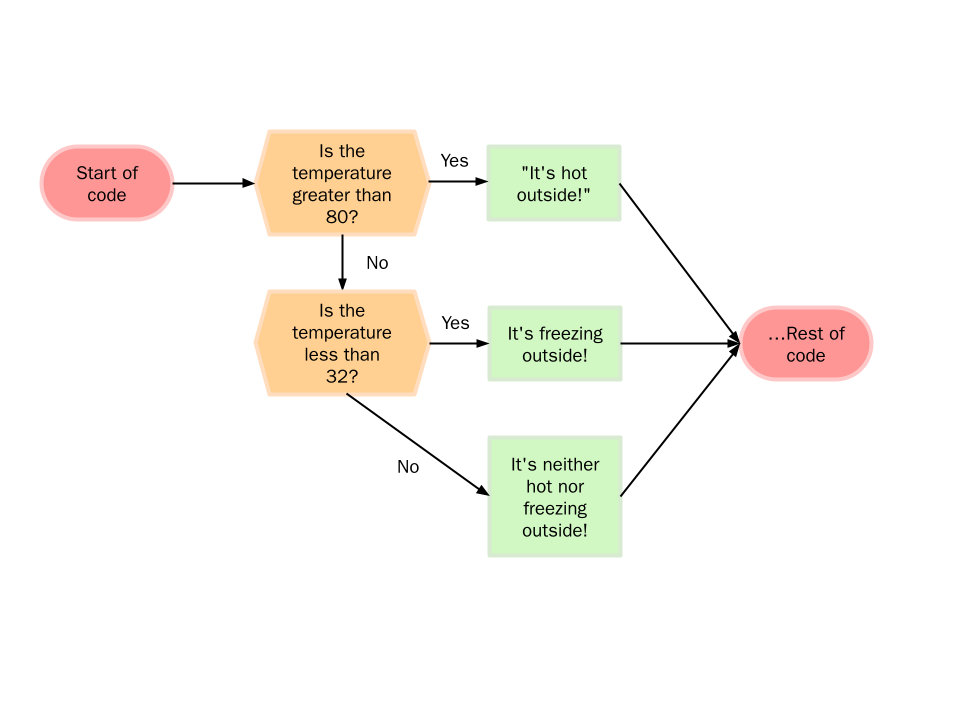 Start of
code
Is the
temperature
greater than
80?
Yes
"It's hot
outside!"
No
Is the
temperature
less than
32?
Yes
It's freezing
outside!
...Rest of
code
No
It's neither
hot nor
freezing
outside!